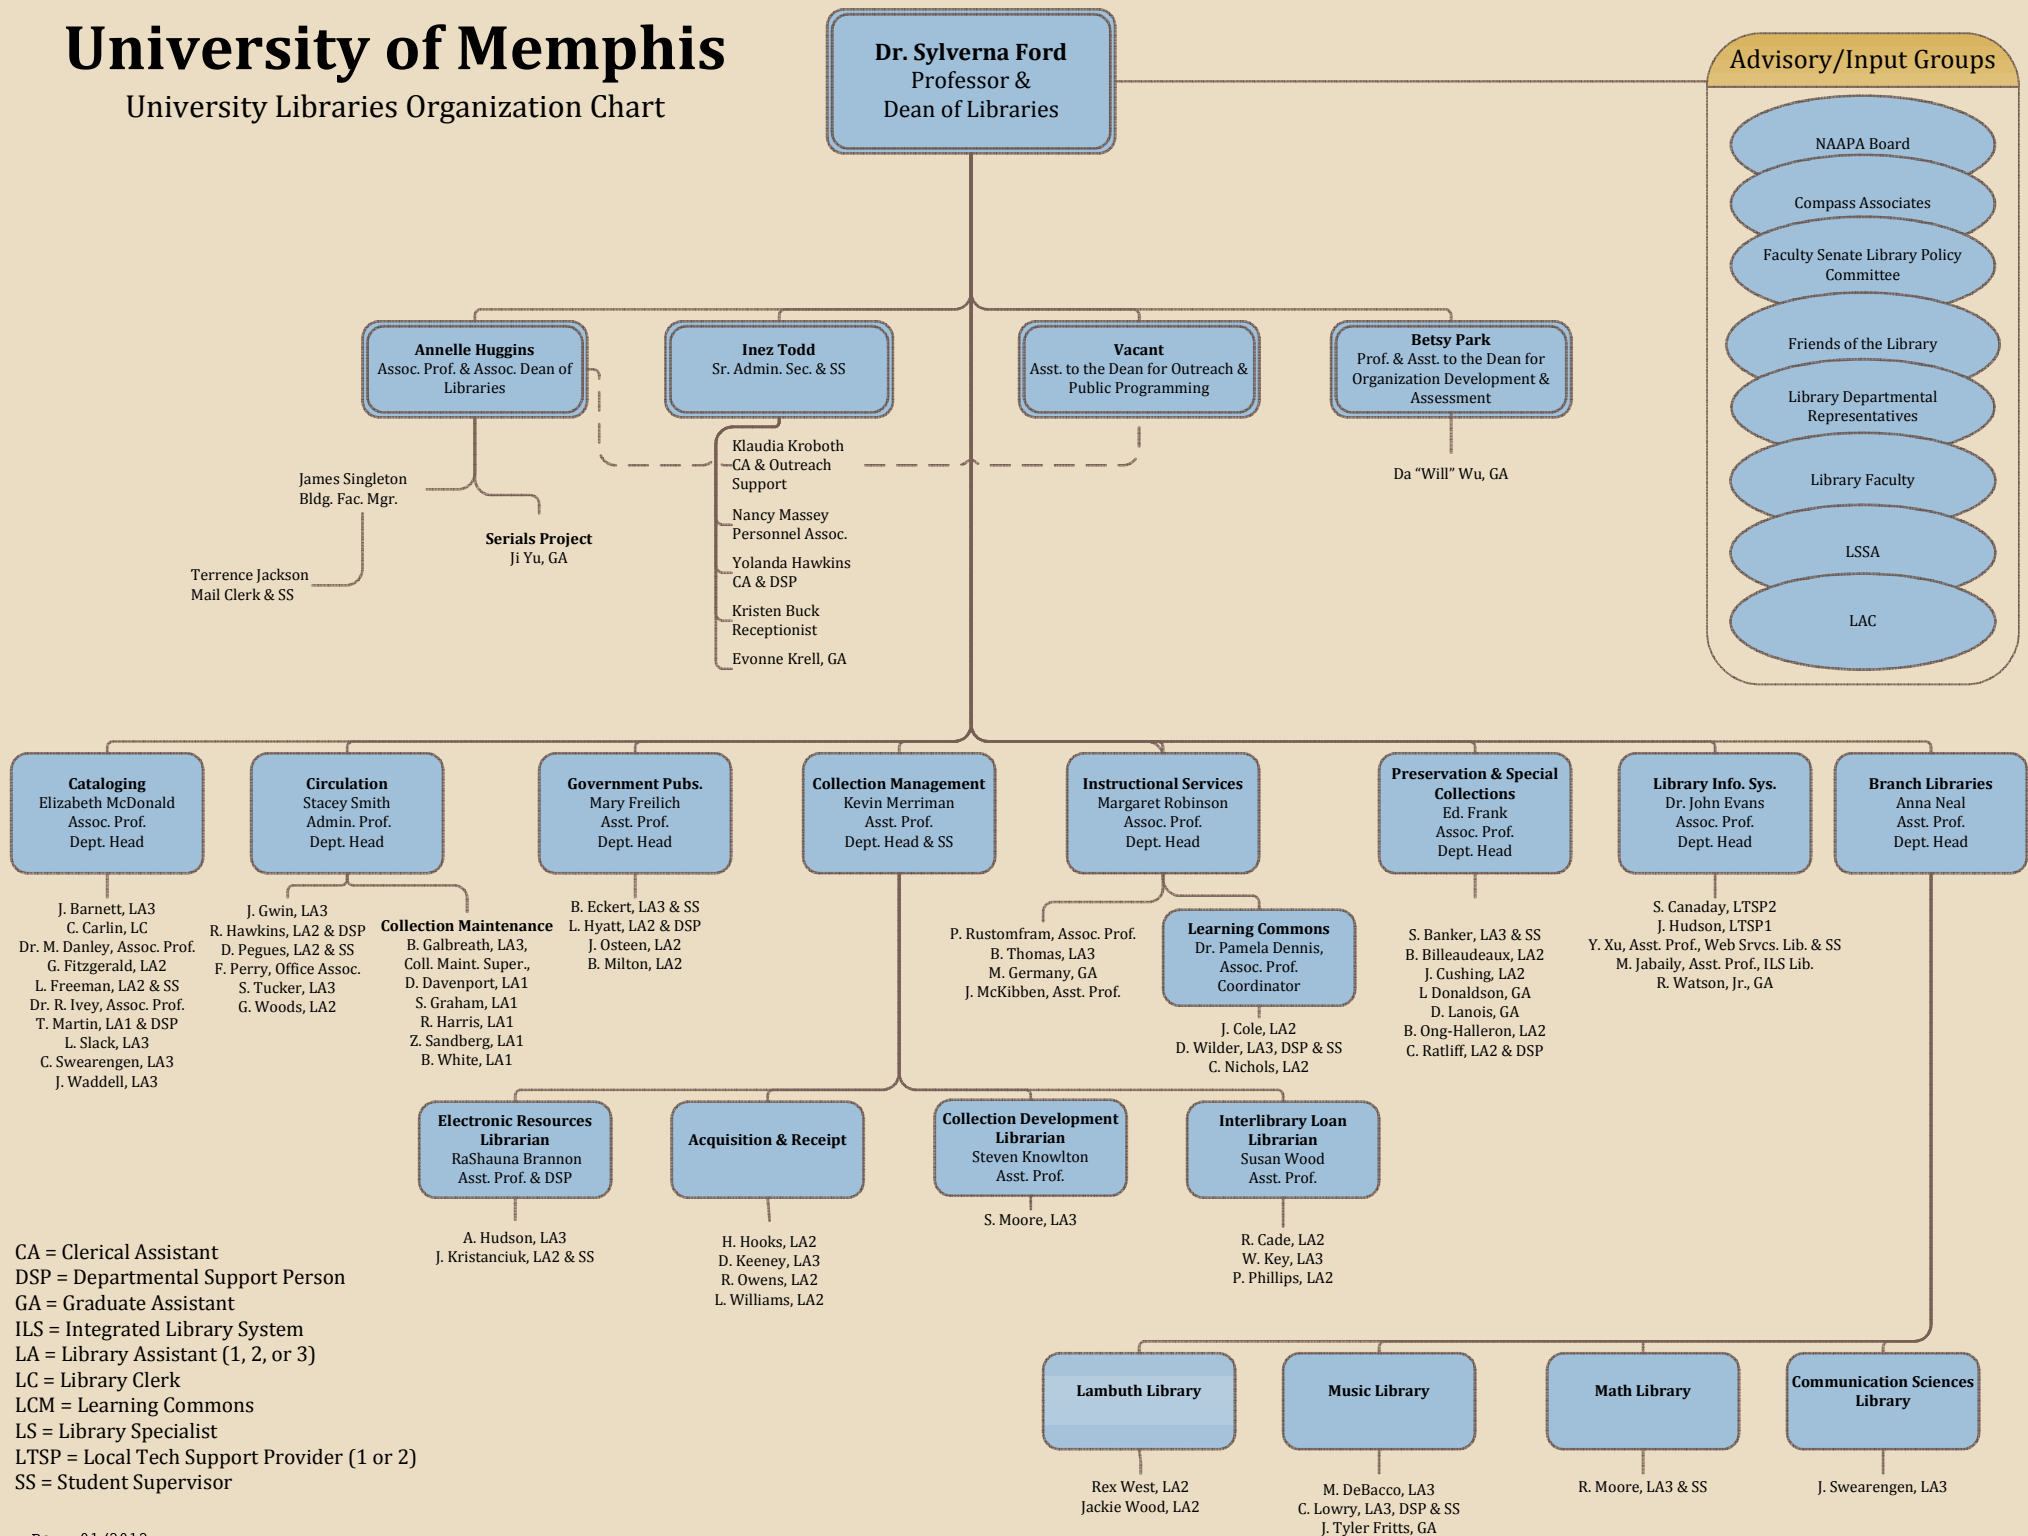 University of Memphis
University Libraries Organization Chart
Dr. Sylverna Ford
Professor &
Dean of Libraries
Advisory/Input Groups
NAAPA Board
Compass Associates
Faculty Senate Library Policy
Committee
Friends of the Library
Library Departmental
Representatives
Library Faculty
LSSA
LAC
Annelle Huggins
Assoc. Prof. & Assoc. Dean of
Libraries
Inez Todd
Sr. Admin. Sec. & SS
Vacant
Asst. to the Dean for Outreach &
Public Programming
Betsy Park
Prof. & Asst. to the Dean for
Organization Development &
Assessment
James Singleton
Bldg. Fac. Mgr.
Serials Project
Ji Yu, GA
Terrence Jackson
Mail Clerk & SS
Klaudia Kroboth
CA & Outreach
Support
Nancy Massey
Personnel Assoc.
Yolanda Hawkins
CA & DSP
Kristen Buck
Receptionist
Evonne Krell, GA
Da “Will” Wu, GA
Cataloging
Elizabeth McDonald
Assoc. Prof.
Dept. Head
J. Barnett, LA3
C. Carlin, LC
Dr. M. Danley, Assoc. Prof.
G. Fitzgerald, LA2
L. Freeman, LA2 & SS
Dr. R. Ivey, Assoc. Prof.
T. Martin, LA1 & DSP
L. Slack, LA3
C. Swearengen, LA3
J. Waddell, LA3
Circulation
Stacey Smith
Admin. Prof.
Dept. Head
J. Gwin, LA3
R. Hawkins, LA2 & DSP
D. Pegues, LA2 & SS
F. Perry, Office Assoc.
S. Tucker, LA3
G. Woods, LA2
Collection Maintenance
B. Galbreath, LA3,
Coll. Maint. Super.,
D. Davenport, LA1
S. Graham, LA1
R. Harris, LA1
Z. Sandberg, LA1
B. White, LA1
Government Pubs.
Mary Freilich
Asst. Prof.
Dept. Head
B. Eckert, LA3 & SS
L. Hyatt, LA2 & DSP
J. Osteen, LA2
B. Milton, LA2
Collection Management
Kevin Merriman
Asst. Prof.
Dept. Head & SS
Instructional Services
Margaret Robinson
Assoc. Prof.
Dept. Head
P. Rustomfram, Assoc. Prof.
B. Thomas, LA3
M. Germany, GA
J. McKibben, Asst. Prof.
Learning Commons
Dr. Pamela Dennis,
Assoc. Prof.
Coordinator
J. Cole, LA2
D. Wilder, LA3, DSP & SS
C. Nichols, LA2
Preservation & Special
Collections
Ed. Frank
Assoc. Prof.
Dept. Head
S. Banker, LA3 & SS
B. Billeaudeaux, LA2
J. Cushing, LA2
L Donaldson, GA
D. Lanois, GA
B. Ong-Halleron, LA2
C. Ratliff, LA2 & DSP
Library Info. Sys.
Dr. John Evans
Assoc. Prof.
Dept. Head
S. Canaday, LTSP2
J. Hudson, LTSP1
Y. Xu, Asst. Prof., Web Srvcs. Lib. & SS
M. Jabaily, Asst. Prof., ILS Lib.
R. Watson, Jr., GA
Branch Libraries
Anna Neal
Asst. Prof.
Dept. Head
Electronic Resources
Librarian
RaShauna Brannon
Asst. Prof. & DSP
A. Hudson, LA3
J. Kristanciuk, LA2 & SS
Acquisition & Receipt
H. Hooks, LA2
D. Keeney, LA3
R. Owens, LA2
L. Williams, LA2
Collection Development
Librarian
Steven Knowlton
Asst. Prof.
S. Moore, LA3
Interlibrary Loan
Librarian
Susan Wood
Asst. Prof.
R. Cade, LA2
W. Key, LA3
P. Phillips, LA2
Lambuth Library
Rex West, LA2
Jackie Wood, LA2
Music Library
M. DeBacco, LA3
C. Lowry, LA3, DSP & SS
J. Tyler Fritts, GA
Math Library
R. Moore, LA3 & SS
Communication Sciences
Library
J. Swearengen, LA3
CA = Clerical Assistant
DSP = Departmental Support Person
GA = Graduate Assistant
ILS = Integrated Library System
LA = Library Assistant (1, 2, or 3)
LC = Library Clerk
LCM = Learning Commons
LS = Library Specialist
LTSP = Local Tech Support Provider (1 or 2)
SS = Student Supervisor